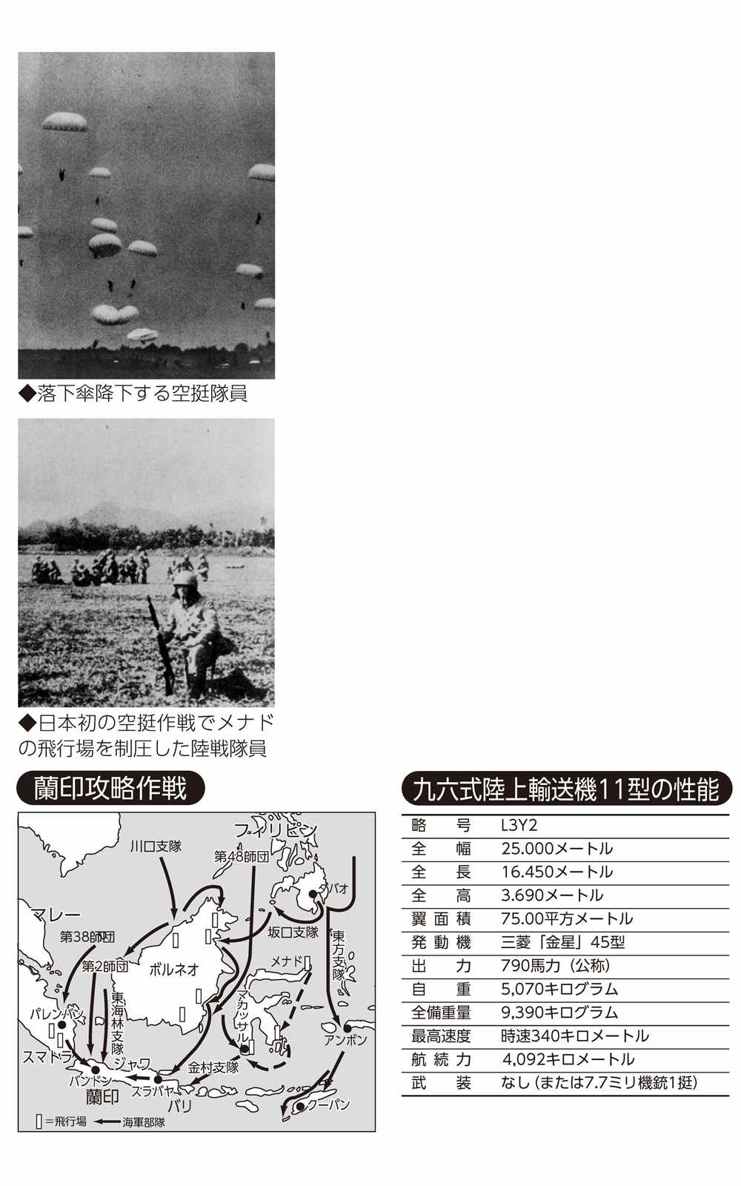 ◆落下傘降下する空挺隊員
◆日本初の空挺作戦でメナド
の飛行場を制圧した陸戦隊員
蘭印攻略作戦
フィリピン
川口支隊
第48師団
ダバオ
マレー
坂口支隊
第38師団
東方支隊
メナド
第2師団
ボルネオ
東海林支隊
マカッサル
パレンバン
アンボン
スマトラ
ジャワ
金村支隊
バンドン
スラバヤ
蘭印
バリ
クーパン
=飛行場
海軍部隊
九六式陸上輸送機11型の性能
略号 L3Y2
全幅 25.000メートル
全長 16.450メートル
全高 3.690メートル
翼面積 75.00平方メートル
発動機 三菱「金星」45型
出力 790馬力(公称)
自重 5,070キログラム
全備重量 9,390キログラム
最高速度 時速340キロメートル
航続力 4,092キロメートル
武装 なし(または7.7ミリ機銃1挺)